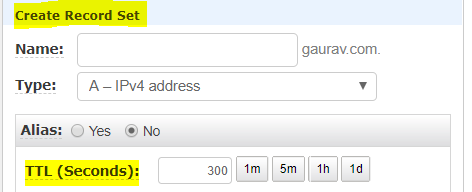 Create Record Set
Name: gaurav.com.
Type: A – IPv4 address
Alias: Yes No
TTL (Seconds): 300 1m 5m 1h 1d